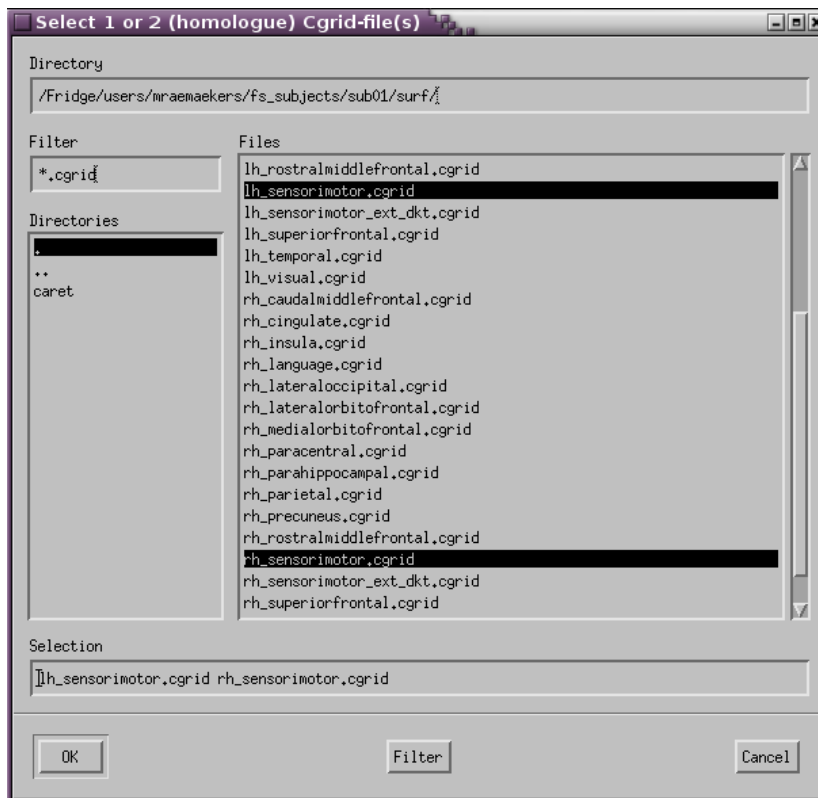 Select 1 or 2 (homologue) Cgrid-file(s)
Directory
/Fridge/users/mraemaekers/fs_subjects/sub01/surf/
Filter
*.cgrid
Directories
.
..
caret
Files
lh_rostralmiddlefrontal.cgrid
lh_sensorimotor.cgrid
lh_sensorimotor_ext_dkt.cgrid
lh_superiorfrontal.cgrid
lh_temporal.cgrid
lh_visual.cgrid
rh_caudalmiddlefrontal.cgrid
rh_cingulate.cgrid
rh_insula.cgrid
rh_language.cgrid
rh_lateraloccipital.cgrid
rh_lateralorbitofrontal.cgrid
rh_medialorbitofrontal.cgrid
rh_paracentral.cgrid
rh_parahippocampal.cgrid
rh_parietal.cgrid
rh_precuneus.cgrid
rh_rostralmiddlefrontal.cgrid
rh_sensorimotor.cgrid
rh_sensorimotor_ext_dkt.cgrid
rh_superiorfrontal.cgrid
Selection
lh_sensorimotor.cgrid rh_sensorimotor.cgrid
OK
Filter
Cancel